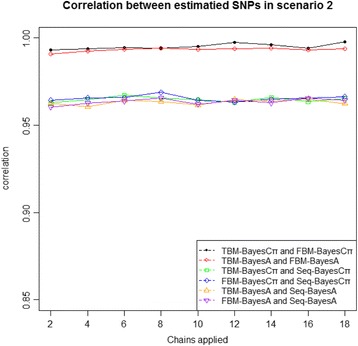 Correlation between estimatied SNPs in scenario 2
1.00
0.95
0.90
0.85
correlation
2 4 6 8 10 12 14 16 18
Chains applied
TBM-BayesCπ and FBM-BayesCπ
TBM-BayesA and FBM-BayesA
TBM-BayesCπ and Seq-BayesCπ
FBM-BayesCπ and Seq-BayesCπ
TBM-BayesA and Seq-BayesA
FBM-BayesA and Seq-BayesA